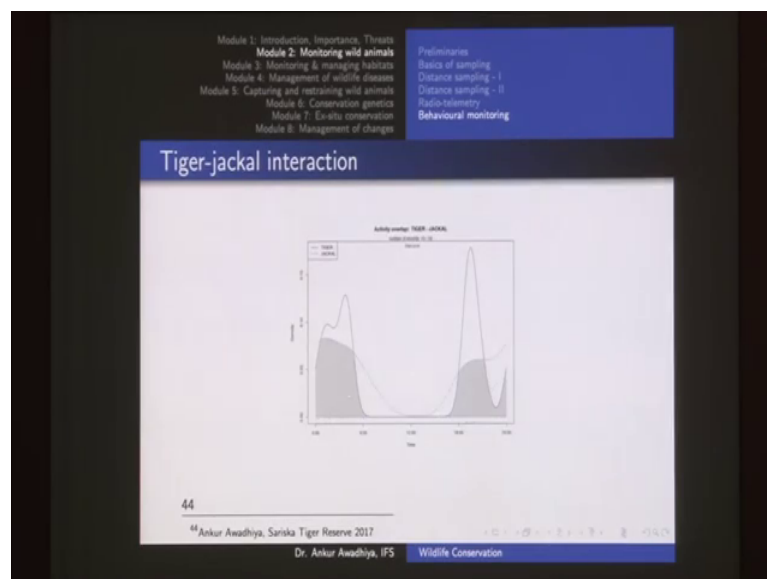 Module 1: Introduction, Importance, Threats
Module 2: Monitoring wild animals
Module 3: Monitoring & managing habitats
Module 4: Management of wildlife diseases
Module 5: Capturing and restraining wild animals
Module 6: Conservation genetics
Module 7: Ex-situ conservation
Module 8: Management of changes
Preliminaries
Basics of sampling
Distance sampling - I
Distance sampling - II
Radio-telemetry
Behavioural monitoring
Tiger-jackal interaction
Activity overlap: TIGER - JACKAL
TIGER
JACKAL
Time
44
44 Ankur Awadhiya, Sariska Tiger Reserve 2017
Dr. Ankur Awadhiya, IFS
Wildlife Conservation